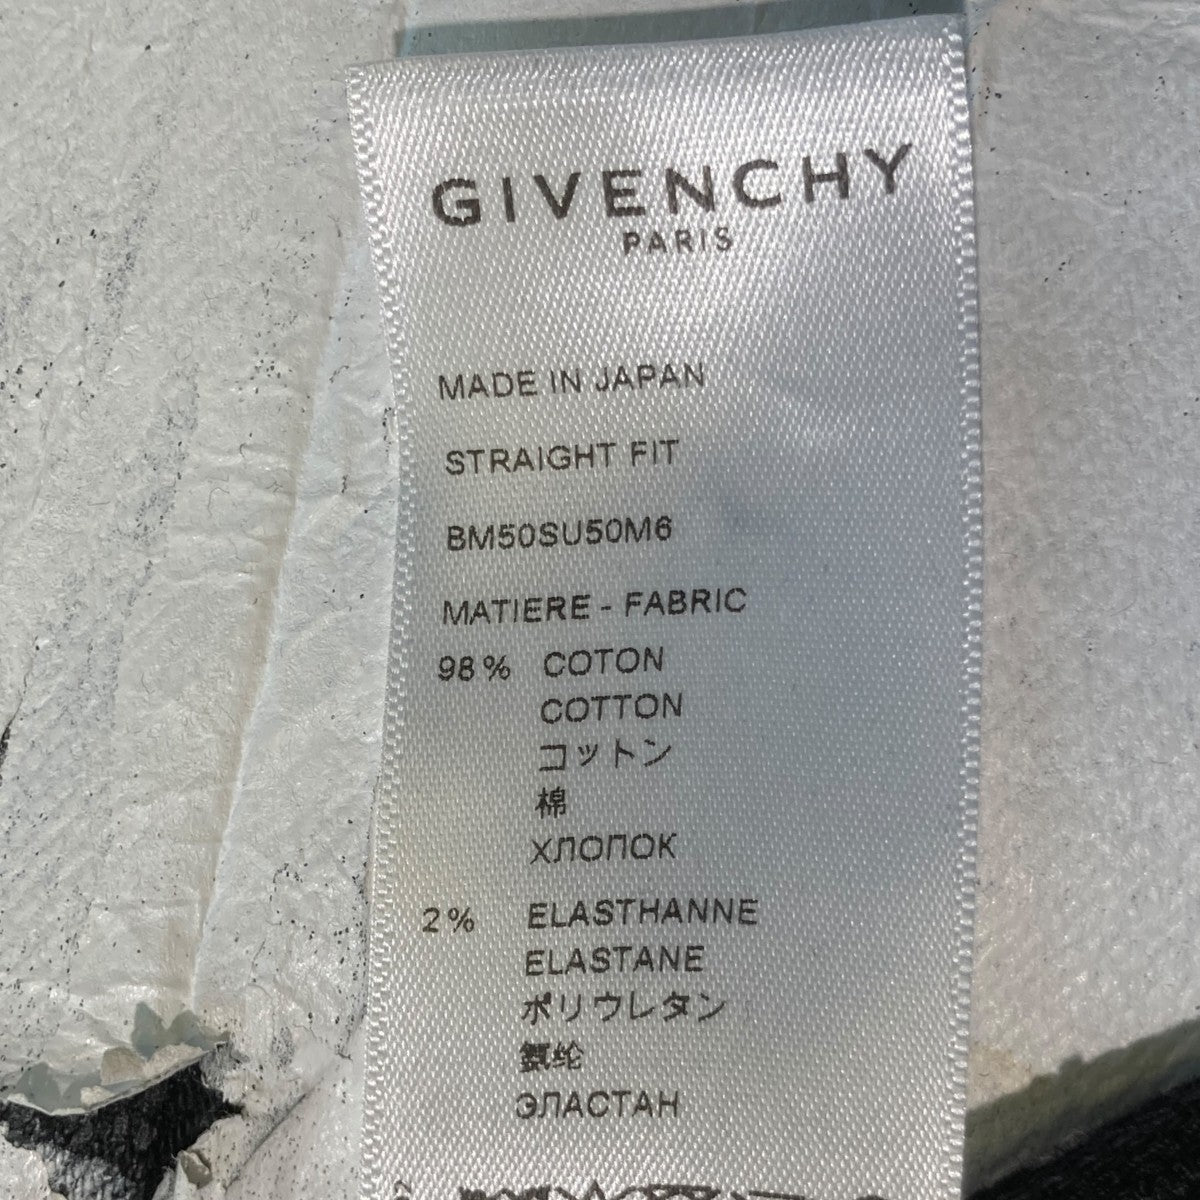 GIVENCHY
PARIS
MADE IN JAPAN
STRAIGHT FIT
BM50SU50M6
MATIERE - FABRIC
98% COTON
COTTON
コットン
棉
ХЛОПОК
2% ELASTHANNE
ELASTANE
ポリウレタン
氨纶
ЭЛАСТАН